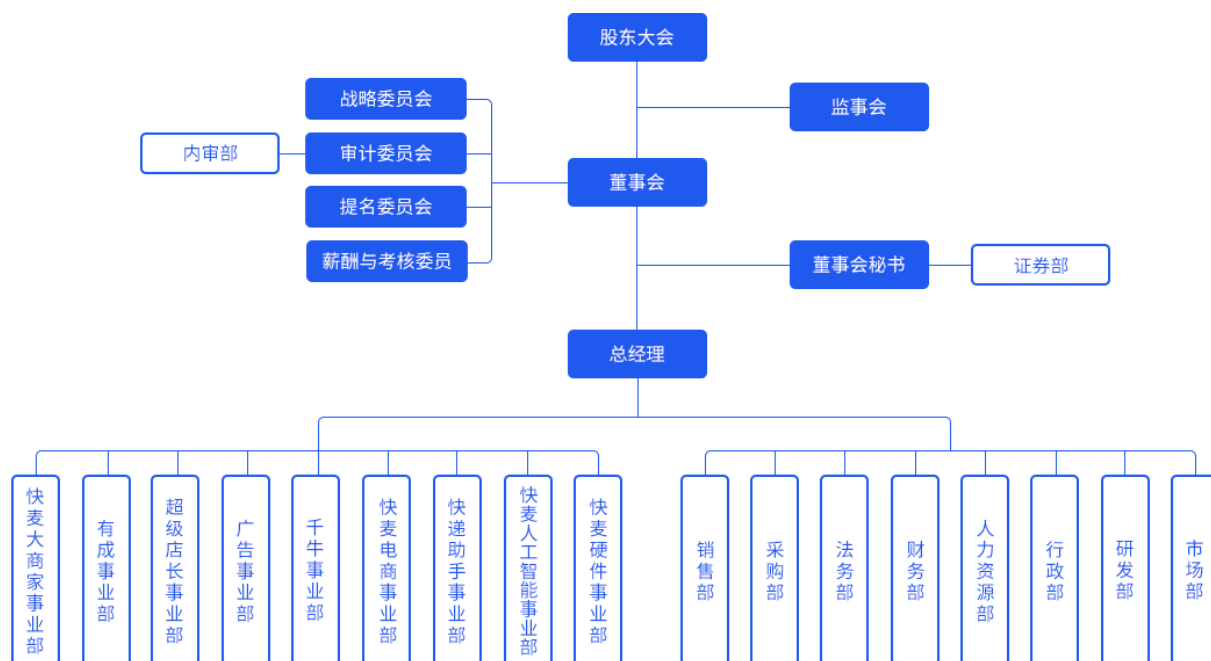 股东大会
战略委员会
监事会
内审部
审计委员会
董事会
提名委员会
薪酬与考核委员
董事会秘书
证券部
总经理
快麦大商家事业部
有成事业部
超级店长事业部
广告事业部
千牛事业部
快麦电商事业部
快递助手事业部
快麦人工智能事业部
快麦硬件事业部
销售部
采购部
法务部
财务部
人力资源部
行政部
研发部
市场部